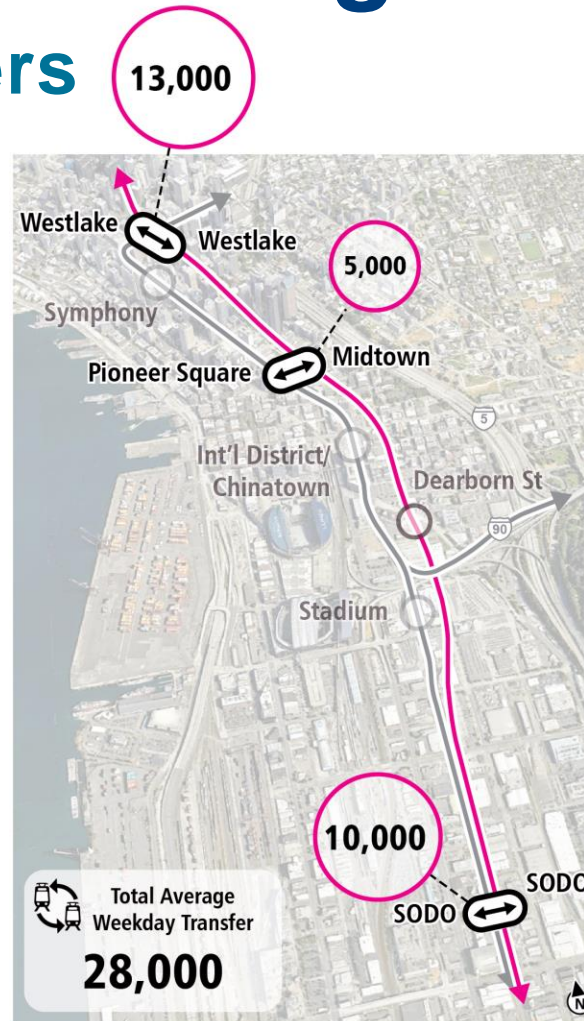 ers
13,000
Westlake
Westlake
5,000
Symphony
Midtown
Pioneer Square
5
Int'l District/
Chinatown
Dearborn St
90
Stadium
10,000
SODO
SODO
Total Average
Weekday Transfer
28,000
N